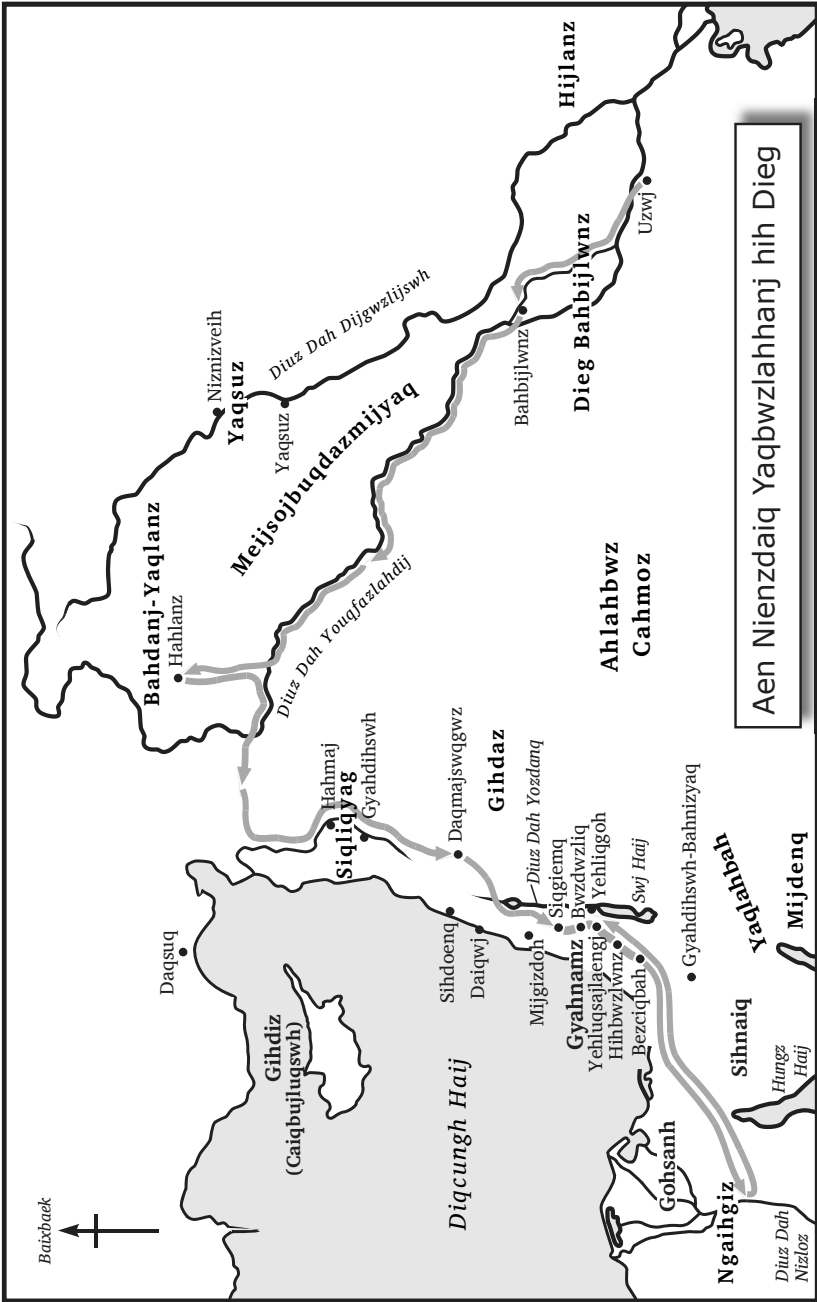 Aen Nienzdaiq Yaqbwzlahhanj hih Dieg
Baixbaek
Daqsuq
Gihdiz
(Caiqbujluqswh)
Diqcungh Haij
Bahdanj-Yaqlanz
Hahlanz
Niznizveih
Yaqsuz
Yaqsuz
Diuz Dah Dijgwzlijswh
Meijsojbuqdazmijyaq
Diuz Dah Youqfazlahdij
Hijlanz
Bahbijlwnz
Dieg Bahbijlwnz
Uzwj
Hahmaj
Siqliqyag
Gyahdihswh
Daqmajswqgwz
Gihdaz
Ahlahbwz
Cahmoz
Sihdoenq
Daiqwj
Diuz Dah Yozdanq
Mijgizdoh
Siqgiemq
Bwzdwzliq
Yehliqgoh
Gyahnamz
Yehluqsajlaengj
Hihbwzlwnz
Bezciqbah
Swj Haij
Gyahdihswh-Bahnizyaq
Yaqlahbah
Mijdenq
Sihnaiq
Hungz
Haij
Gohsanh
Ngaihgiz
Diuz Dah
Nizloz